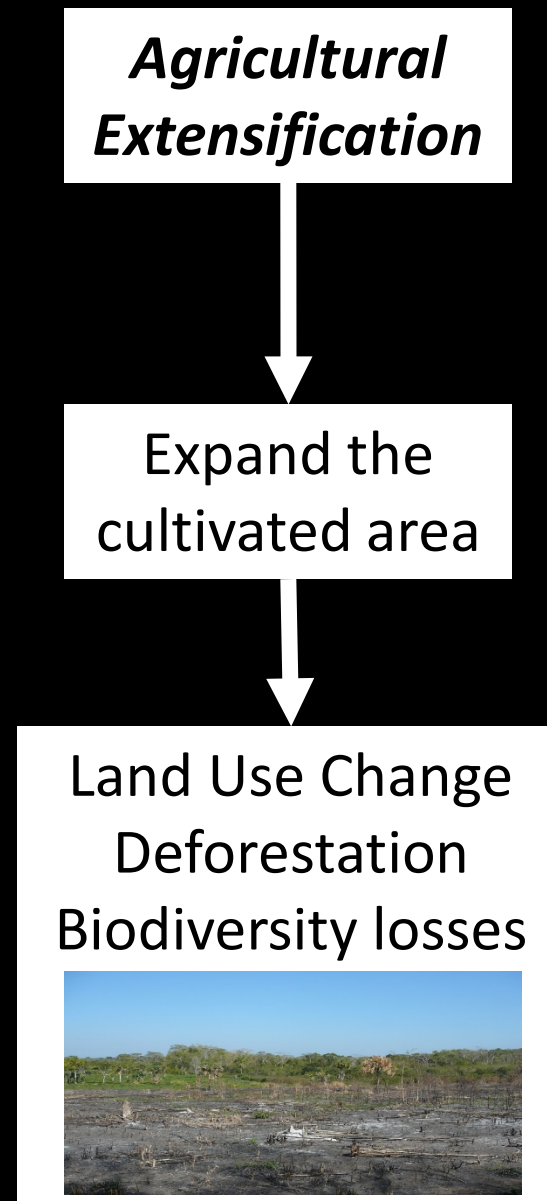 Agricultural
Extensification
Expand the
cultivated area
Land Use Change
Deforestation
Biodiversity losses